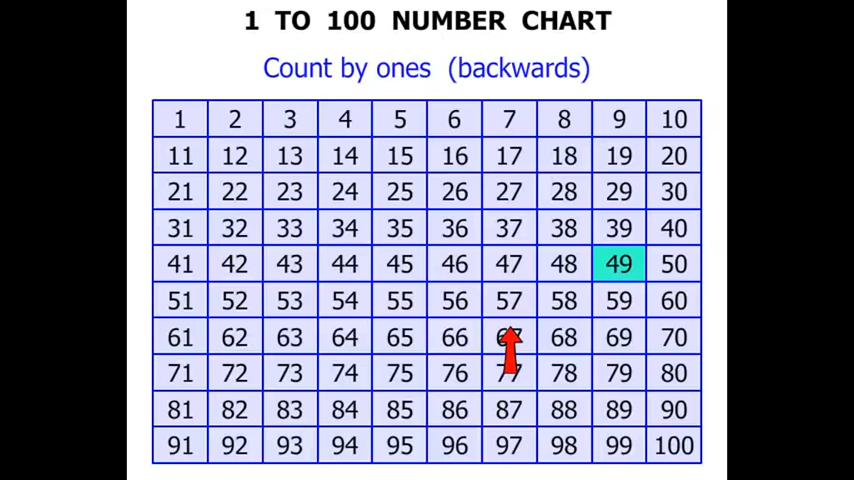 1 TO 100 NUMBER CHART
Count by ones (backwards)
1 2 3 4 5 6 7 8 9 10
11 12 13 14 15 16 17 18 19 20
21 22 23 24 25 26 27 28 29 30
31 32 33 34 35 36 37 38 39 40
41 42 43 44 45 46 47 48 49 50
51 52 53 54 55 56 57 58 59 60
61 62 63 64 65 66 67 68 69 70
71 72 73 74 75 76 77 78 79 80
81 82 83 84 85 86 87 88 89 90
91 92 93 94 95 96 97 98 99 100